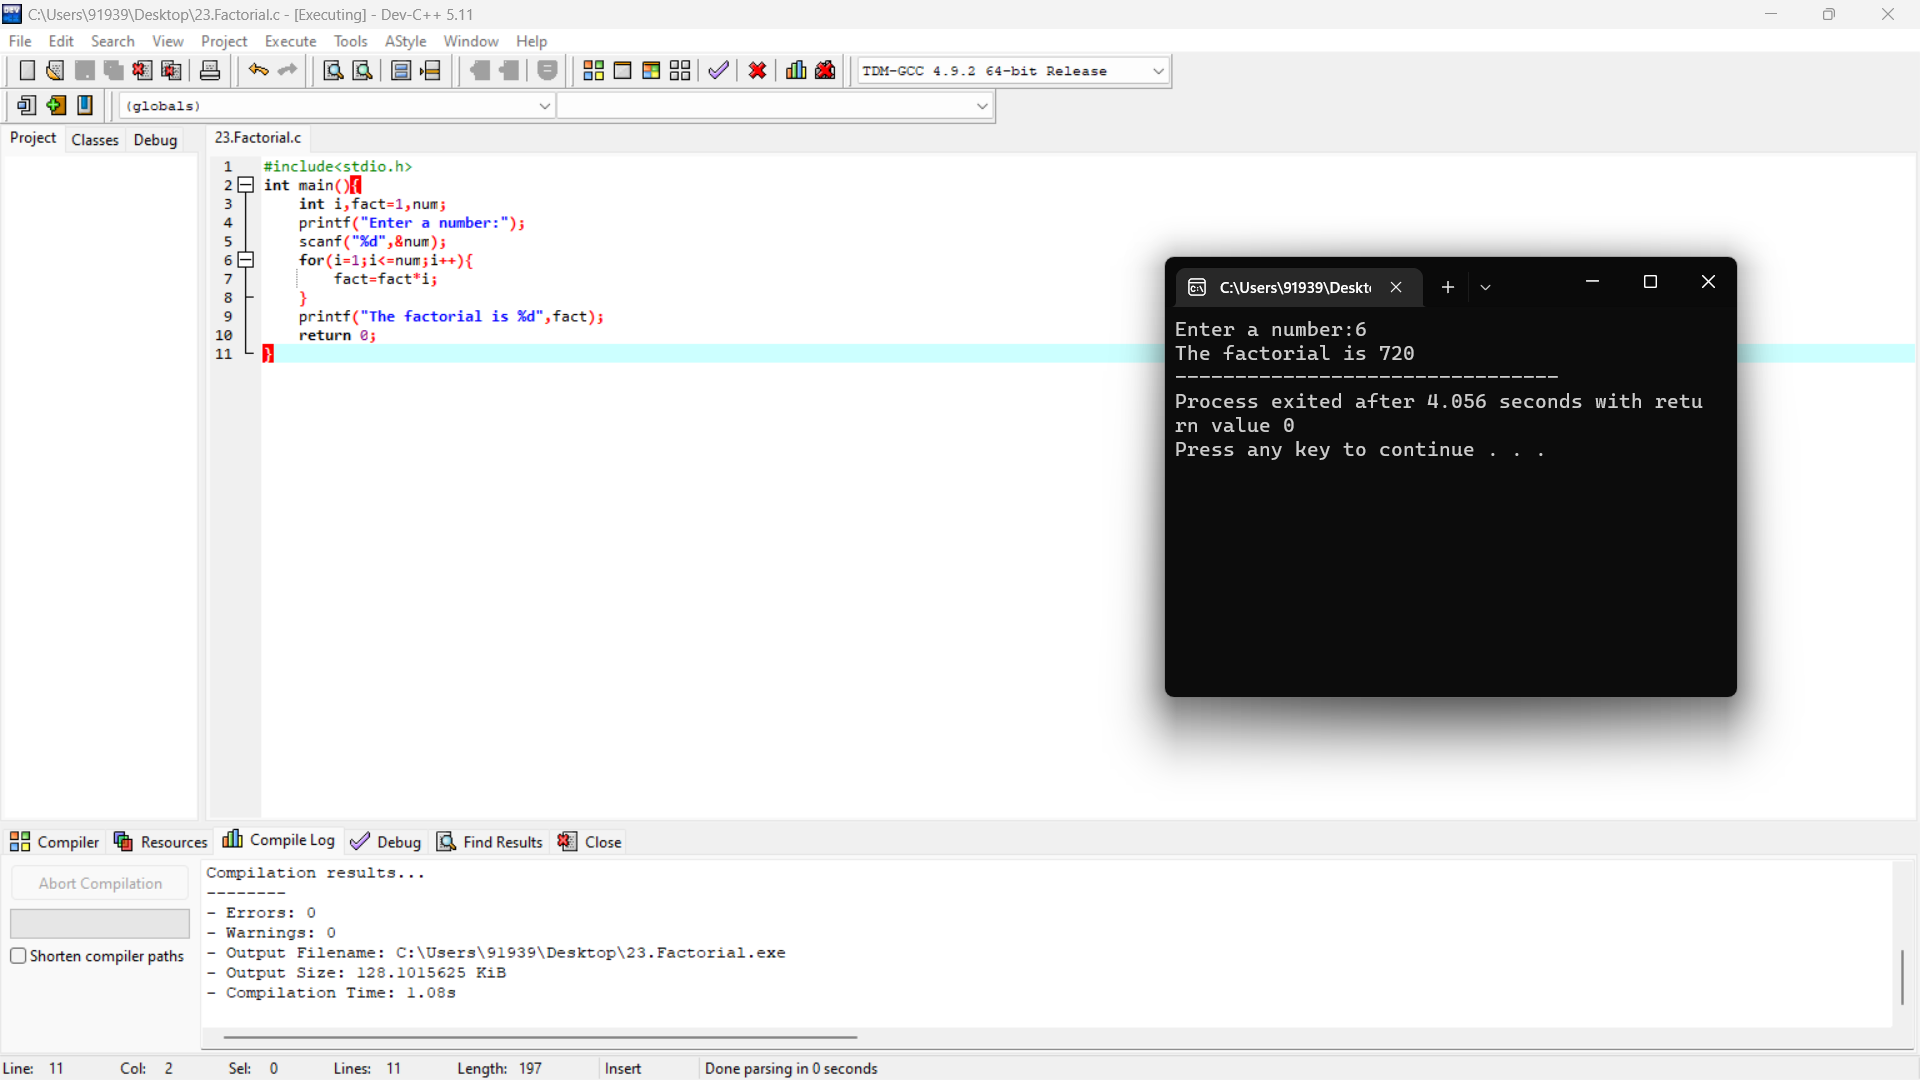 C:\Users\91939\Desktop\23.Factorial.c - [Executing] - Dev-C++ 5.11
File Edit Search View Project Execute Tools AStyle Window Help
TDM-GCC 4.9.2 64-bit Release
(globals)
Project Classes Debug
23.Factorial.c
1 #include<stdio.h>
2 int main(){
3 int i,fact=1,num;
4 printf("Enter a number:");
5 scanf("%d",&num);
6 for(i=1;i<=num;i++){
7 fact=fact*i;
8 }
9 printf("The factorial is %d",fact);
10 return 0;
11 }
C:\Users\91939\Deskt
Enter a number:6
The factorial is 720
--------------------------------
Process exited after 4.056 seconds with retu
rn value 0
Press any key to continue . . .
Compiler Resources Compile Log Debug Find Results Close
Abort Compilation
Shorten compiler paths
Compilation results...
--------
- Errors: 0
- Warnings: 0
- Output Filename: C:\Users\91939\Desktop\23.Factorial.exe
- Output Size: 128.1015625 KiB
- Compilation Time: 1.08s
Line: 11 Col: 2 Sel: 0 Lines: 11 Length: 197 Insert Done parsing in 0 seconds